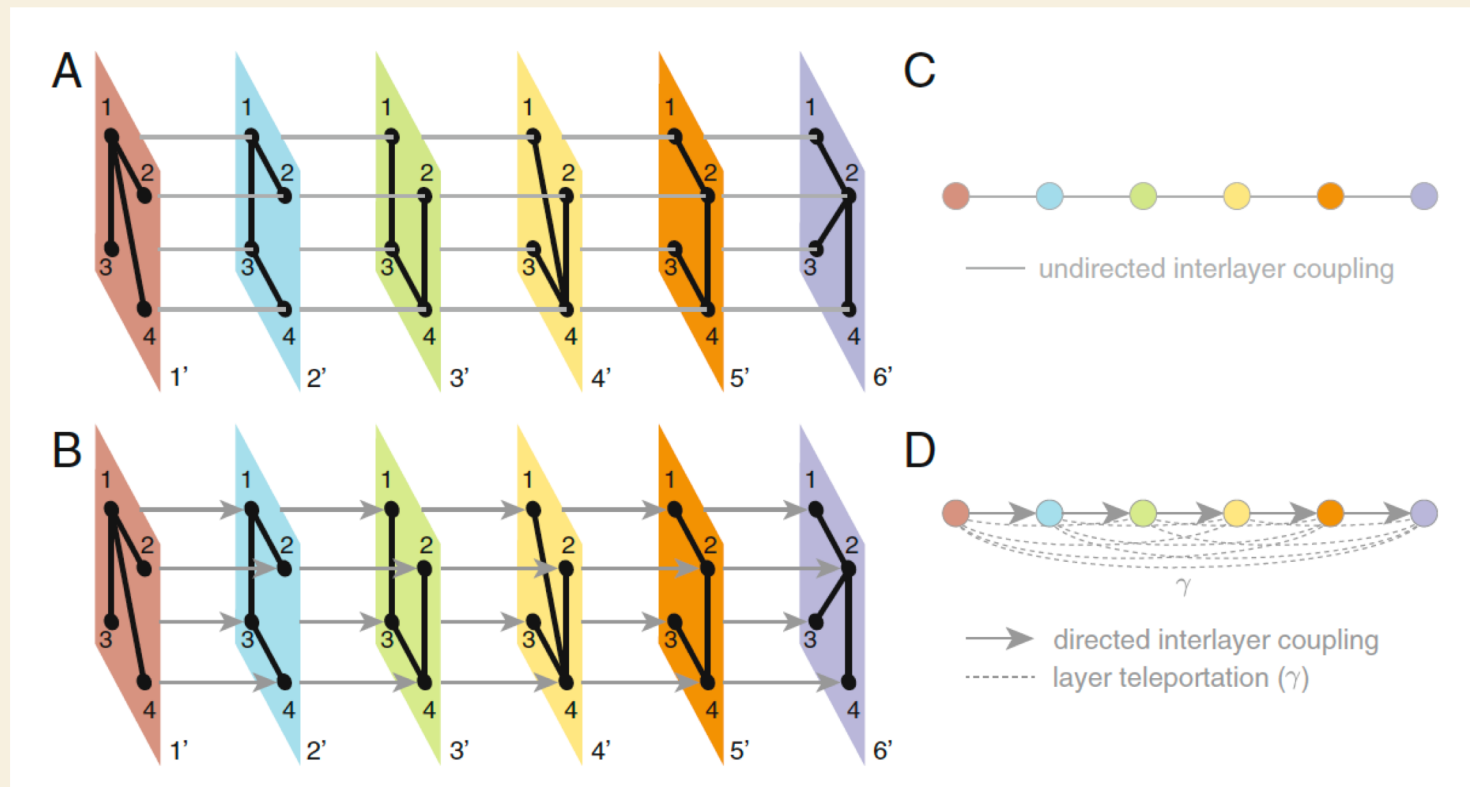 A
C
1 1 1 1 1 1
2 2 2 2 2 2
3 3 3 3 3 3
undirected interlayer coupling
4 4 4 4 4 4
1’ 2’ 3’ 4’ 5’ 6’
B
D
1 1 1 1 1 1
2 2 2 2 2 2
γ
3 3 3 3 3 3
directed interlayer coupling
layer teleportation (γ)
4 4 4 4 4 4
1’ 2’ 3’ 4’ 5’ 6’